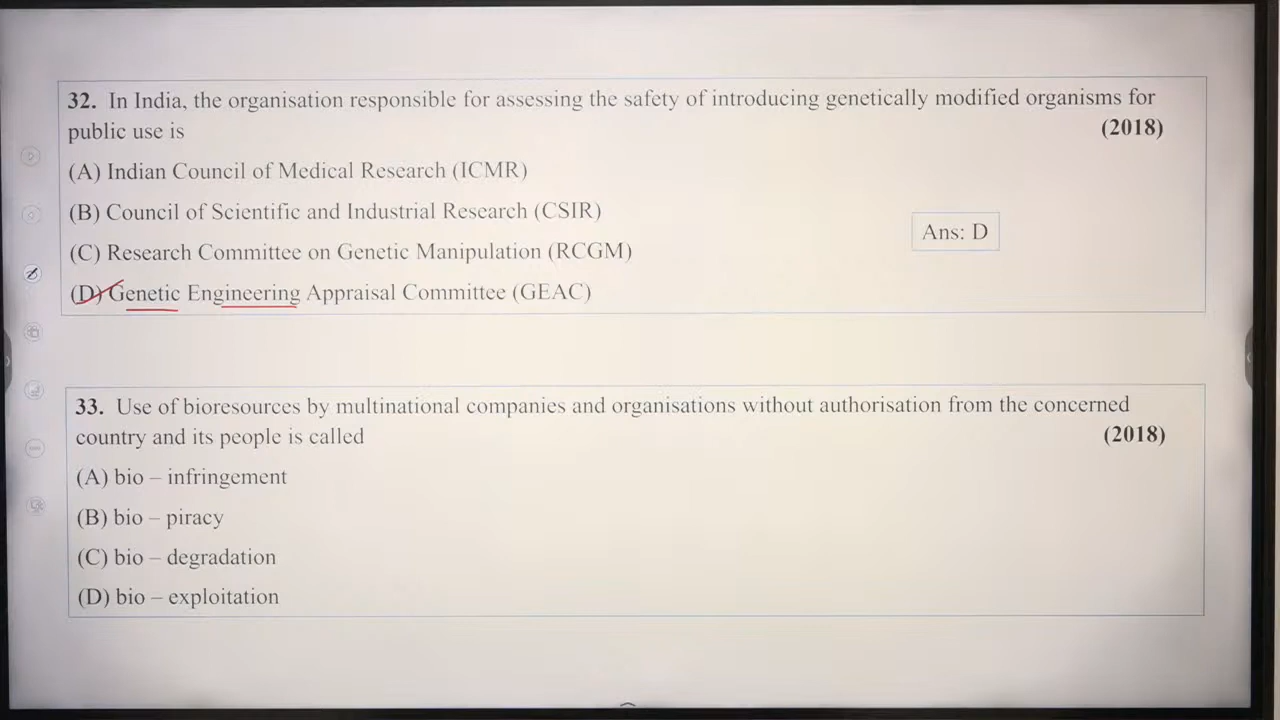 32. In India, the organisation responsible for assessing the safety of introducing genetically modified organisms for
public use is (2018)
(A) Indian Council of Medical Research (ICMR)
(B) Council of Scientific and Industrial Research (CSIR)
(C) Research Committee on Genetic Manipulation (RCGM)
(D) Genetic Engineering Appraisal Committee (GEAC)
Ans: D
33. Use of bioresources by multinational companies and organisations without authorisation from the concerned
country and its people is called (2018)
(A) bio – infringement
(B) bio – piracy
(C) bio – degradation
(D) bio – exploitation